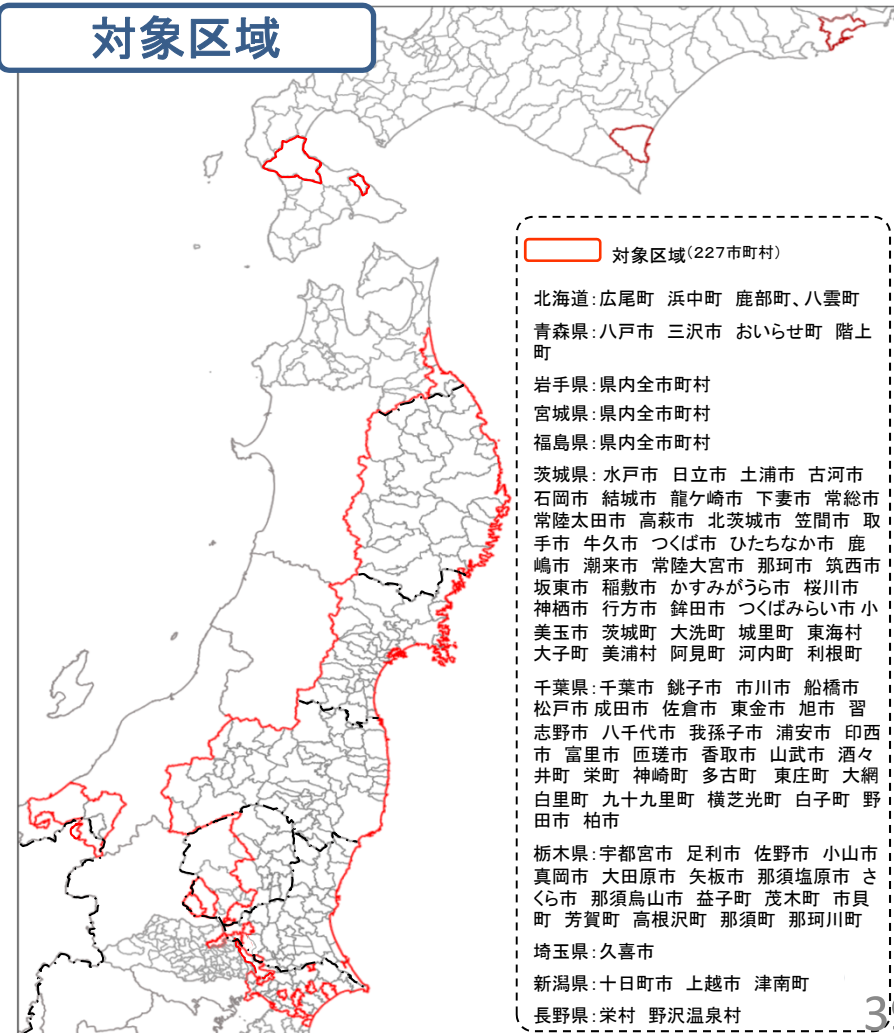 対象区域
対象区域(227市町村)
北海道:広尾町 浜中町 鹿部町、八雲町
青森県:八戸市 三沢市 おいらせ町 階上
町
岩手県:県内全市町村
宮城県:県内全市町村
福島県:県内全市町村
茨城県:水戸市 日立市 土浦市 古河市
石岡市 結城市 龍ケ崎市 下妻市 常総市
常陸太田市 高萩市 北茨城市 笠間市 取
手市 牛久市 つくば市 ひたちなか市 鹿
嶋市 潮来市 常陸大宮市 那珂市 筑西市
坂東市 稲敷市 かすみがうら市 桜川市
神栖市 行方市 鉾田市 つくばみらい市 小
美玉市 茨城町 大洗町 城里町 東海村
大子町 美浦村 阿見町 河内町 利根町
千葉県:千葉市 銚子市 市川市 船橋市
松戸市 成田市 佐倉市 東金市 旭市 習
志野市 八千代市 我孫子市 浦安市 印西
市 富里市 匝瑳市 香取市 山武市 酒々
井町 栄町 神崎町 多古町 東庄町 大網
白里町 九十九里町 横芝光町 白子町 野
田市 柏市
栃木県:宇都宮市 足利市 佐野市 小山市
真岡市 大田原市 矢板市 那須塩原市 さ
くら市 那須烏山市 益子町 茂木町 市貝
町 芳賀町 高根沢町 那須町 那珂川町
埼玉県:久喜市
新潟県:十日町市 上越市 津南町
長野県:栄村 野沢温泉村